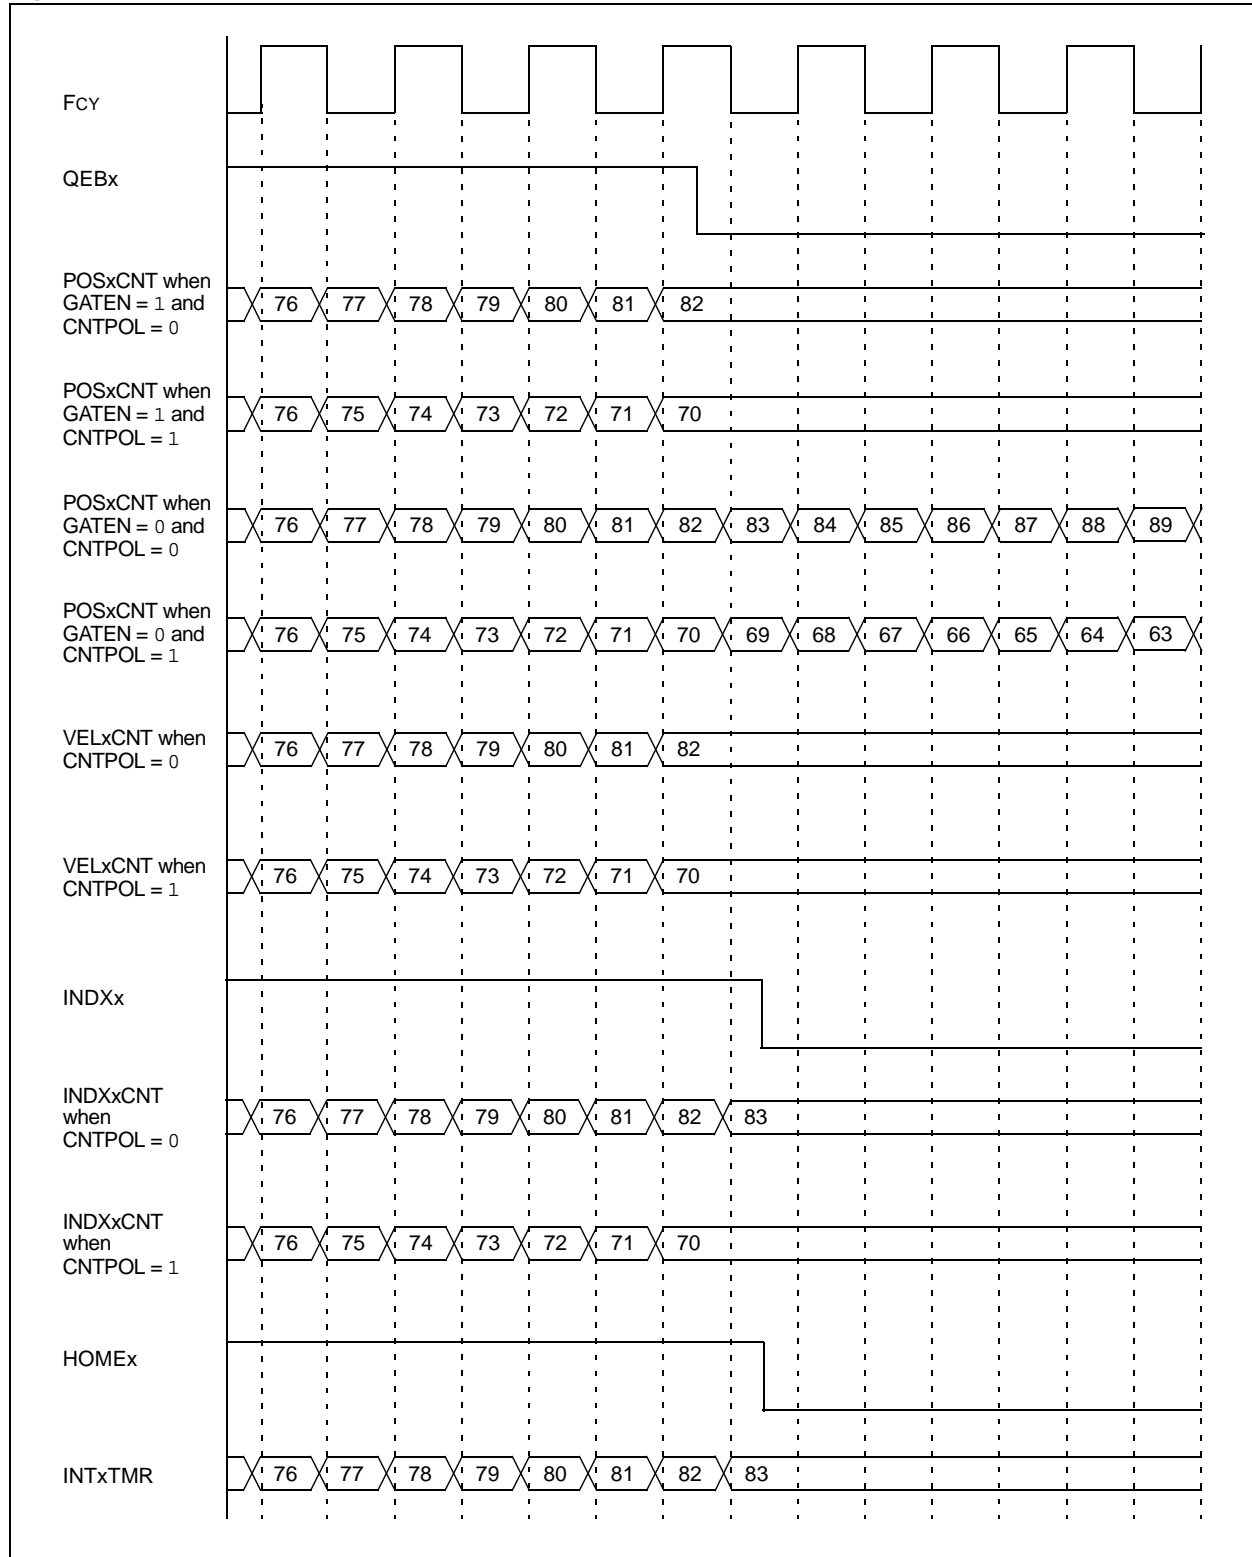 FCY
QEBx
POSxCNT when
GATEN = 1 and
CNTPOL = 0
76 77 78 79 80 81 82
POSxCNT when
GATEN = 1 and
CNTPOL = 1
76 75 74 73 72 71 70
POSxCNT when
GATEN = 0 and
CNTPOL = 0
76 77 78 79 80 81 82 83 84 85 86 87 88 89
POSxCNT when
GATEN = 0 and
CNTPOL = 1
76 75 74 73 72 71 70 69 68 67 66 65 64 63
VELxCNT when
CNTPOL = 0
76 77 78 79 80 81 82
VELxCNT when
CNTPOL = 1
76 75 74 73 72 71 70
INDXx
INDXxCNT
when
CNTPOL = 0
76 77 78 79 80 81 82 83
INDXxCNT
when
CNTPOL = 1
76 75 74 73 72 71 70
HOMEx
INTxTMR
76 77 78 79 80 81 82 83